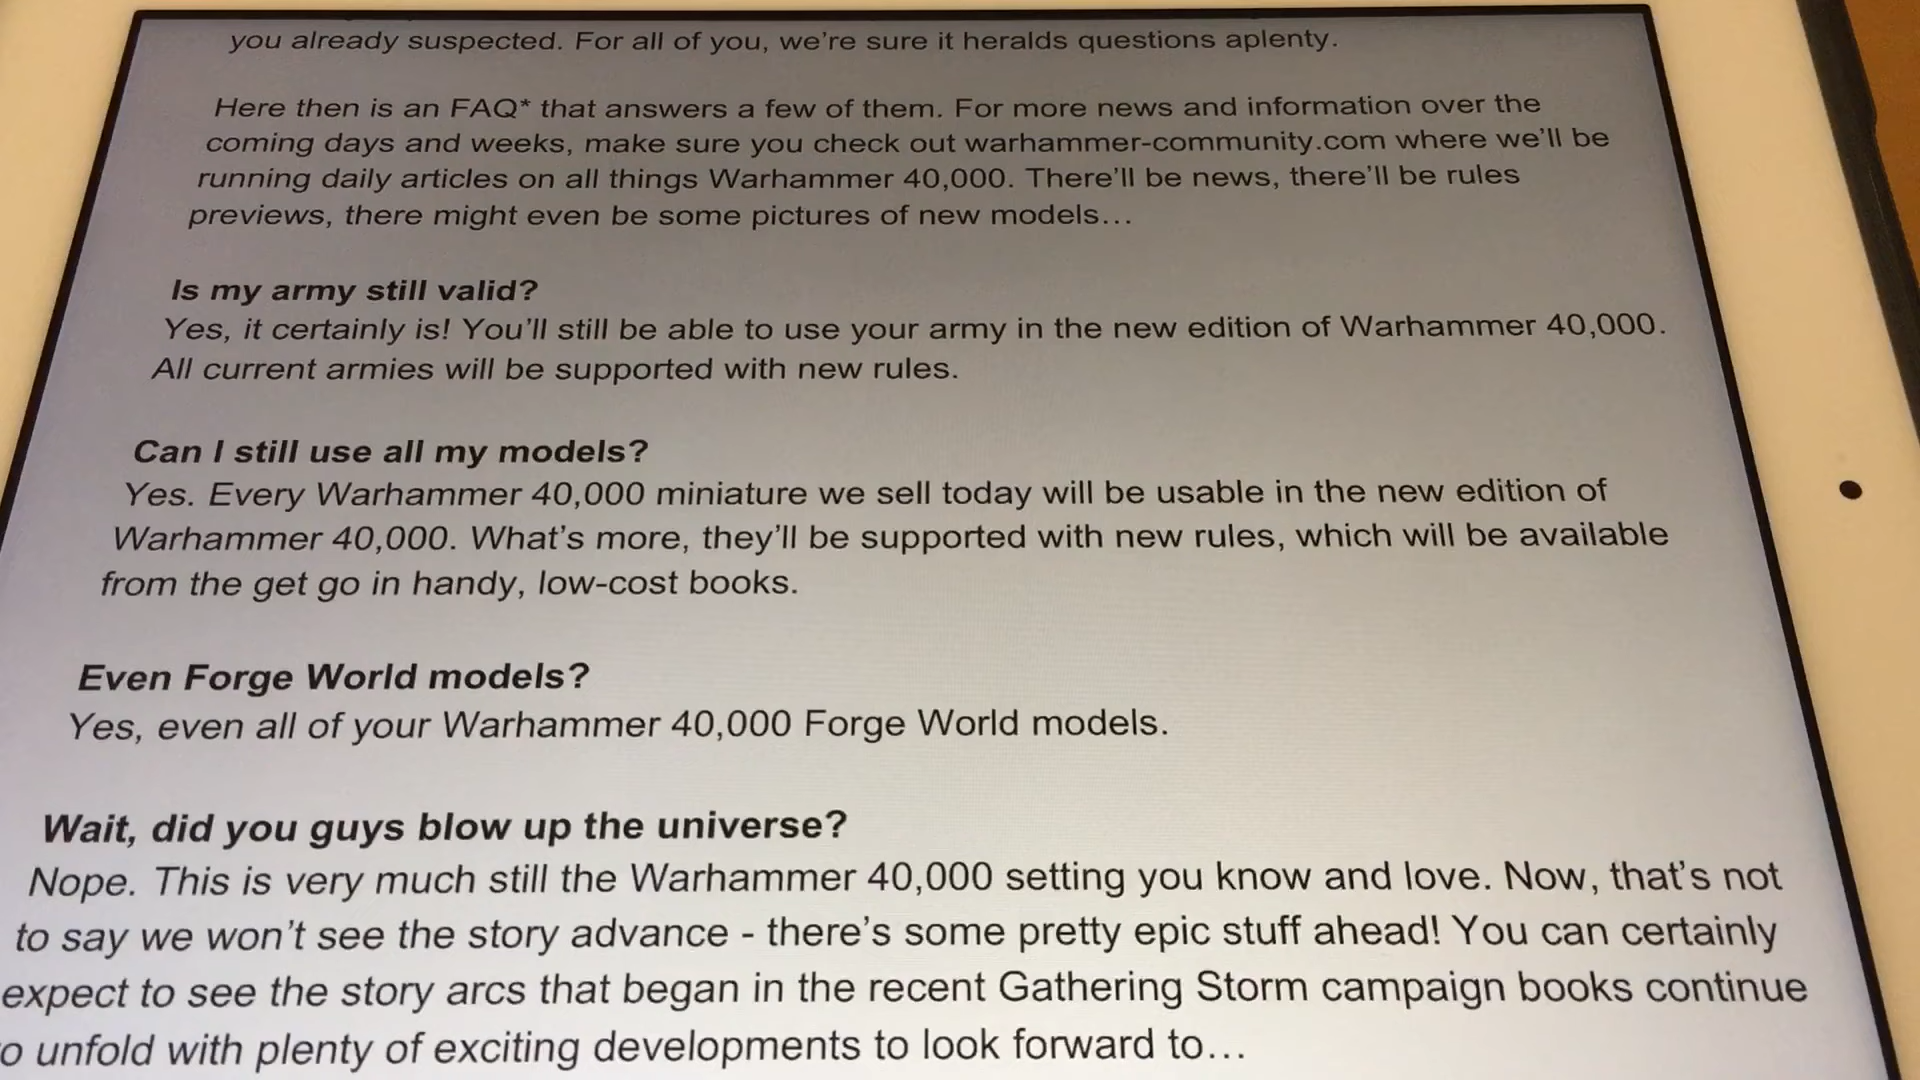 you already suspected. For all of you, we're sure it heralds questions aplenty.
Here then is an FAQ* that answers a few of them. For more news and information over the
coming days and weeks, make sure you check out warhammer-community.com where we'll be
running daily articles on all things Warhammer 40,000. There'll be news, there'll be rules
previews, there might even be some pictures of new models…
Is my army still valid?
Yes, it certainly is! You'll still be able to use your army in the new edition of Warhammer 40,000.
All current armies will be supported with new rules.
Can I still use all my models?
Yes. Every Warhammer 40,000 miniature we sell today will be usable in the new edition of
Warhammer 40,000. What's more, they'll be supported with new rules, which will be available
from the get go in handy, low-cost books.
Even Forge World models?
Yes, even all of your Warhammer 40,000 Forge World models.
Wait, did you guys blow up the universe?
Nope. This is very much still the Warhammer 40,000 setting you know and love. Now, that's not
to say we won't see the story advance - there's some pretty epic stuff ahead! You can certainly
expect to see the story arcs that began in the recent Gathering Storm campaign books continue
o unfold with plenty of exciting developments to look forward to…